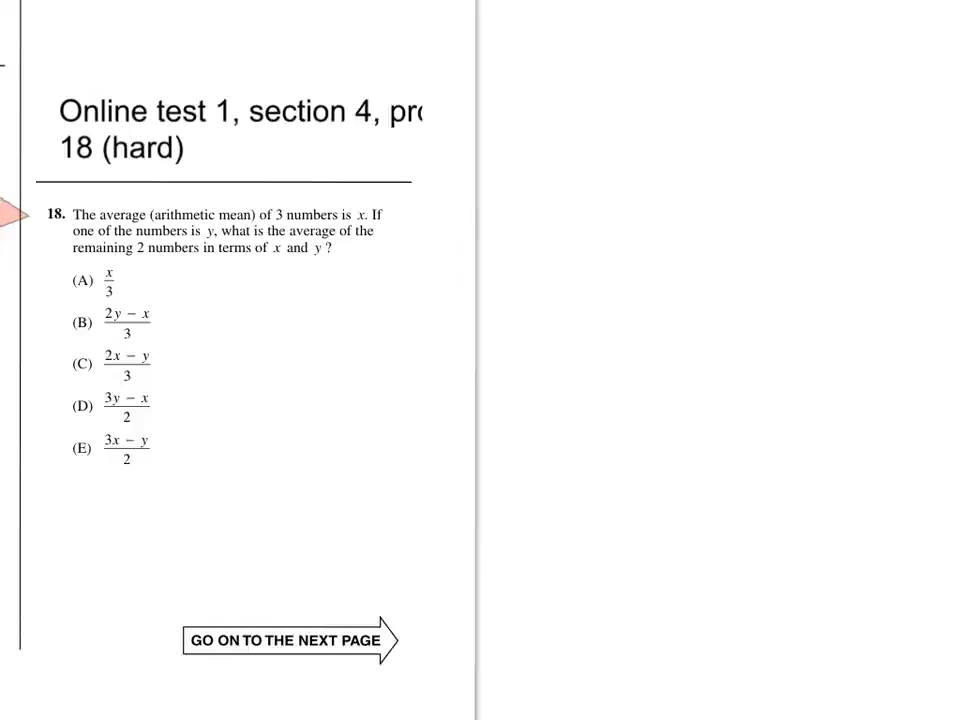 Online test 1, section 4,
18 (hard)
18. The average (arithmetic mean) of 3 numbers is x. If
one of the numbers is y, what is the average of the
remaining 2 numbers in terms of x and y ?
(A) x/3
(B) 2y − x/3
(C) 2x − y/3
(D) 3y − x/2
(E) 3x − y/2
GO ON TO THE NEXT PAGE